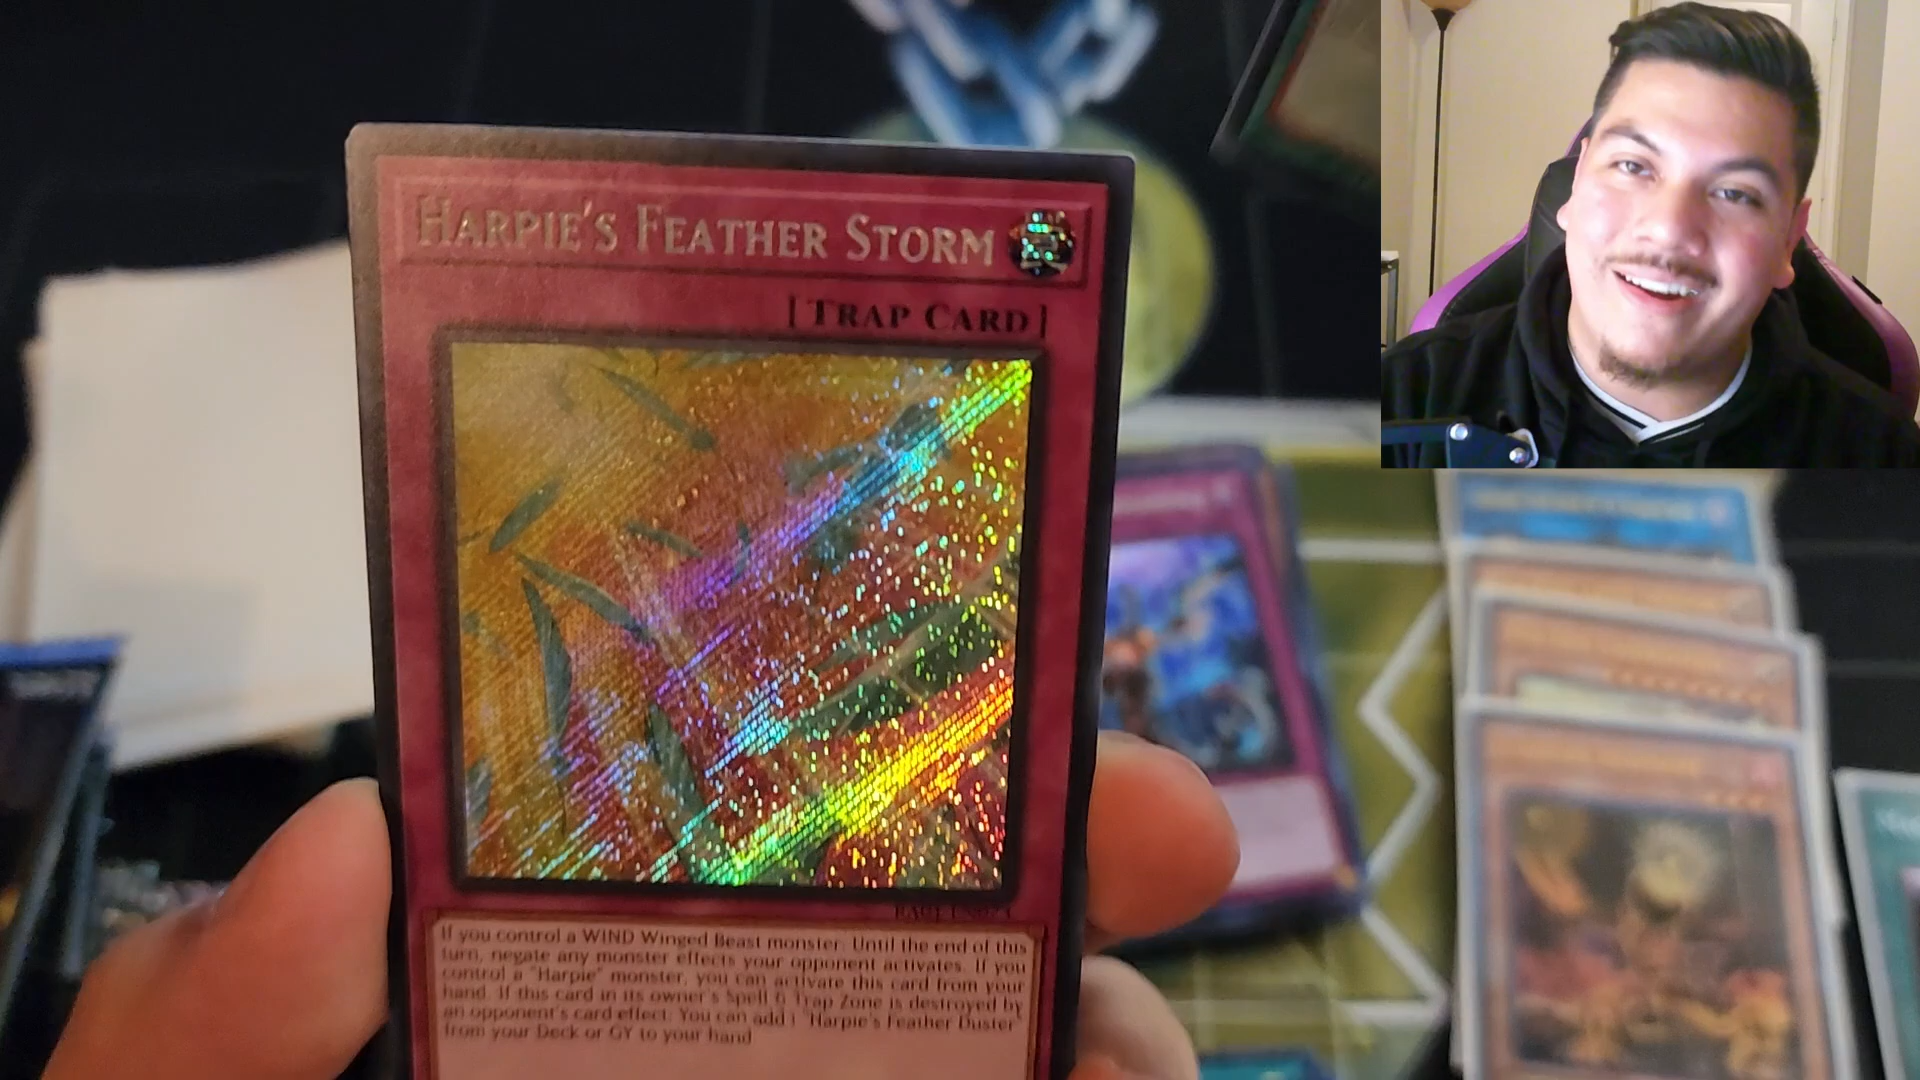 HARPIE'S FEATHER STORM
[TRAP CARD]
If you control a WIND Winged Beast monster: Until the end of this
turn, negate any monster effects your opponent activates. If you
control a "Harpie" monster, you can activate this card from your
hand. If this card in its owner's Spell & Trap Zone is destroyed by
an opponent's card effect: You can add 1 "Harpie's Feather Duster"
from your Deck or GY to your hand